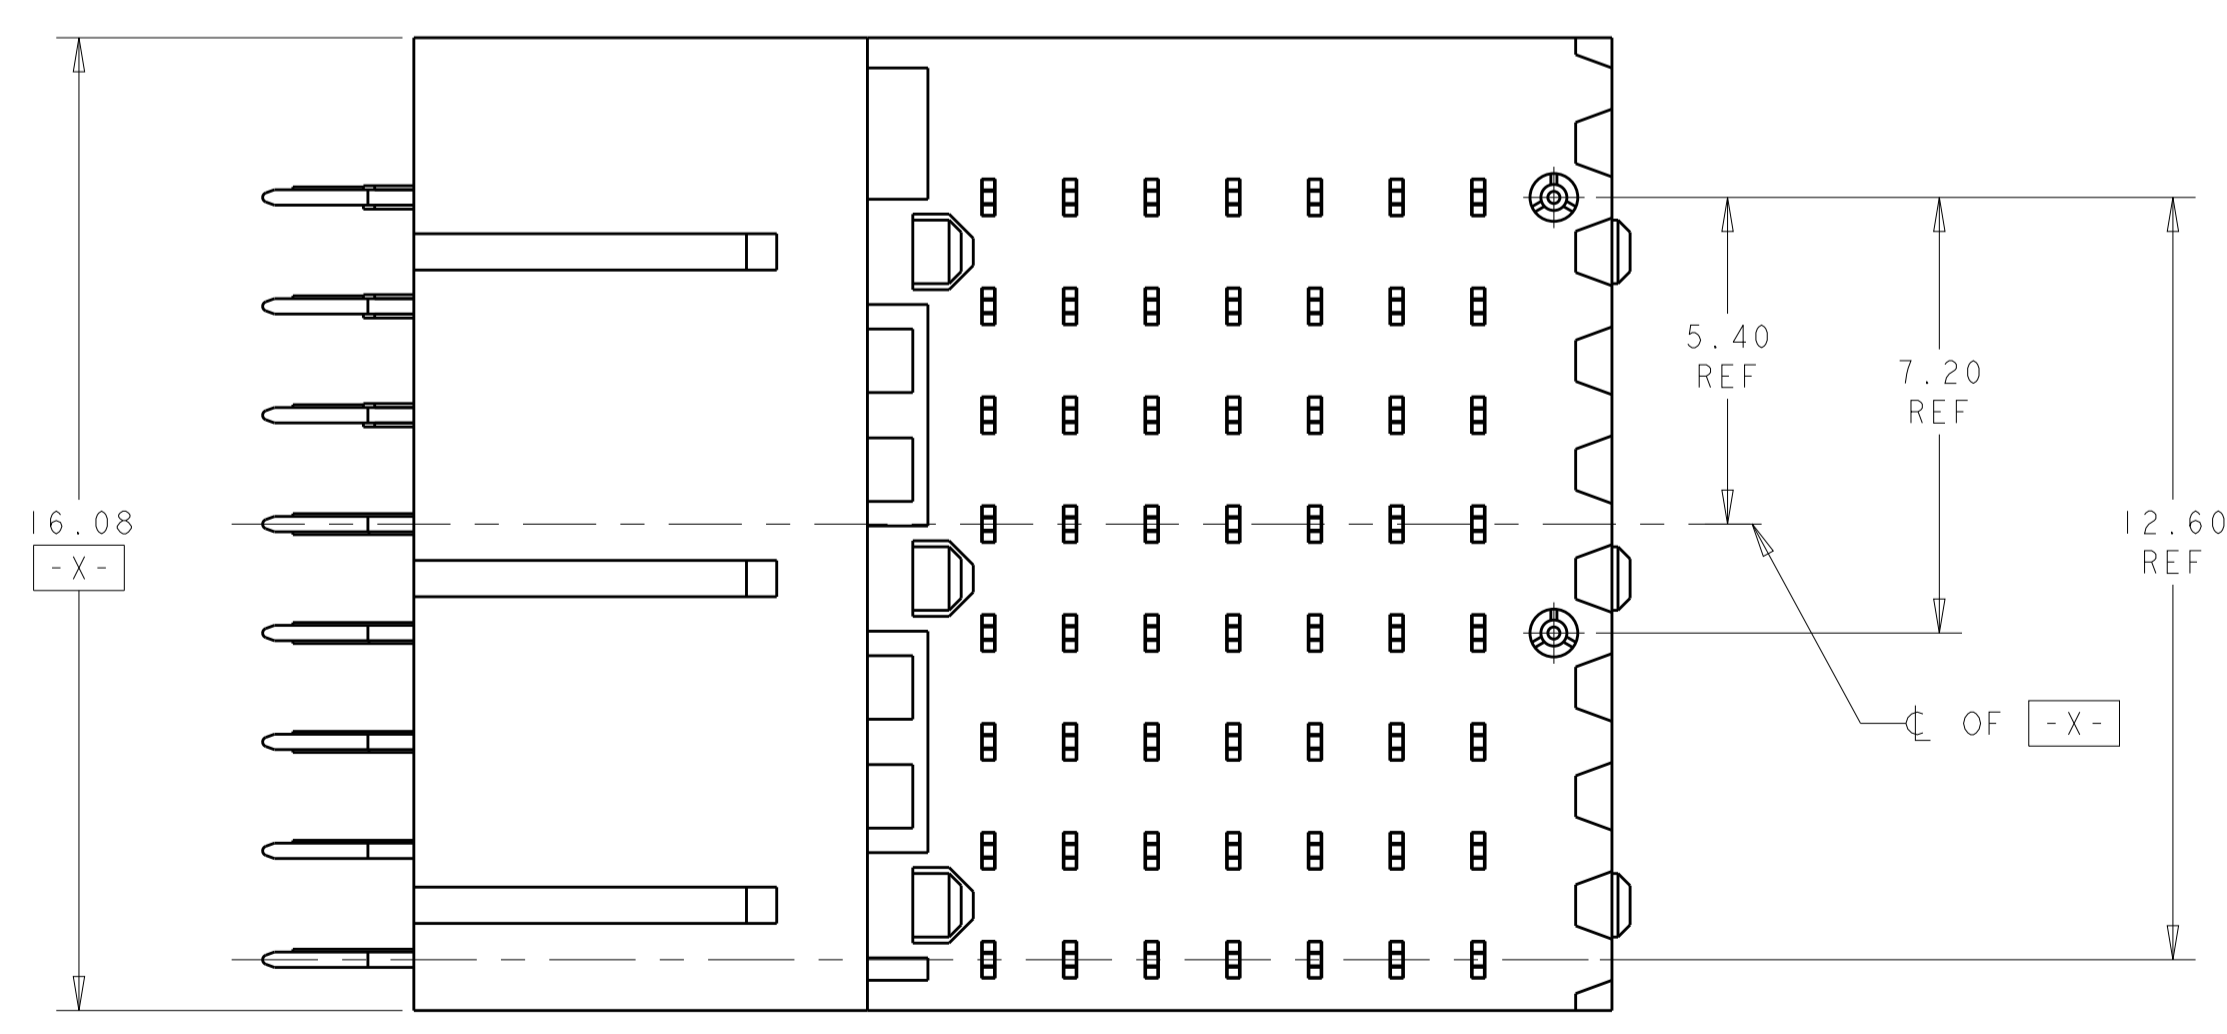 16.08
-X-
5.40
REF
7.20
REF
12.60
REF
℄ OF -X-